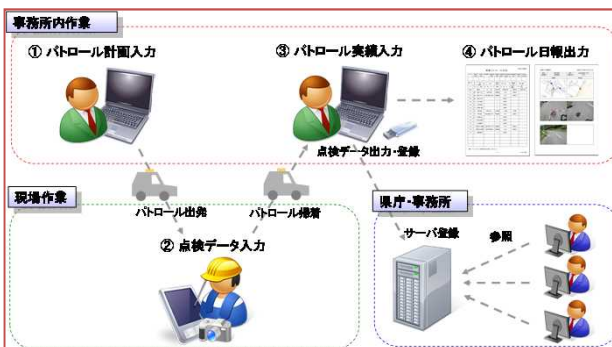 事務所内作業
① パトロール計画入力
③ パトロール実績入力
④ パトロール日報出力
点検データ出力・登録
現場作業
パトロール出発
パトロール帰着
② 点検データ入力
県庁・事務所
サーバ登録
参照